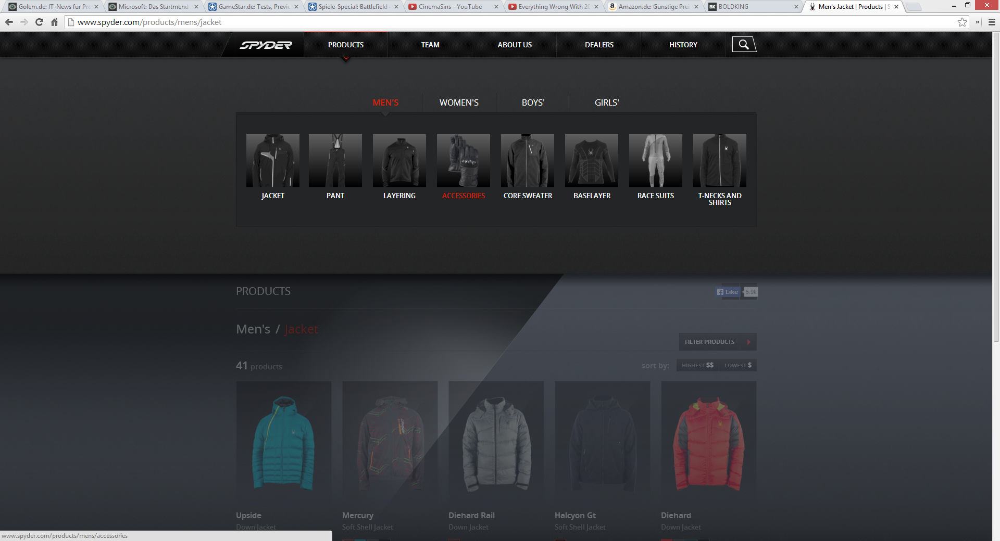 Golem.de: IT-News für Pro
Microsoft: Das Startmenü
GameStar.de: Tests, Previe
Spiele-Special: Battlefield
CinemaSins - YouTube
Everything Wrong With 20
Amazon.de: Günstige Prei
BK BOLDKING
Men's Jacket | Products | S
www.spyder.com/products/mens/jacket
SPYDER
PRODUCTS
TEAM
ABOUT US
DEALERS
HISTORY
MEN'S
WOMEN'S
BOYS'
GIRLS'
JACKET
PANT
LAYERING
ACCESSORIES
CORE SWEATER
BASELAYER
RACE SUITS
T-NECKS AND
SHIRTS
PRODUCTS
Like 5.9k
Men's / Jacket
FILTER PRODUCTS
41 products
sort by: HIGHEST $$ LOWEST $
Upside
Down Jacket
Mercury
Soft Shell Jacket
Diehard Rail
Down Jacket
Halcyon Gt
Soft Shell Jacket
Diehard
Down Jacket
www.spyder.com/products/mens/accessories